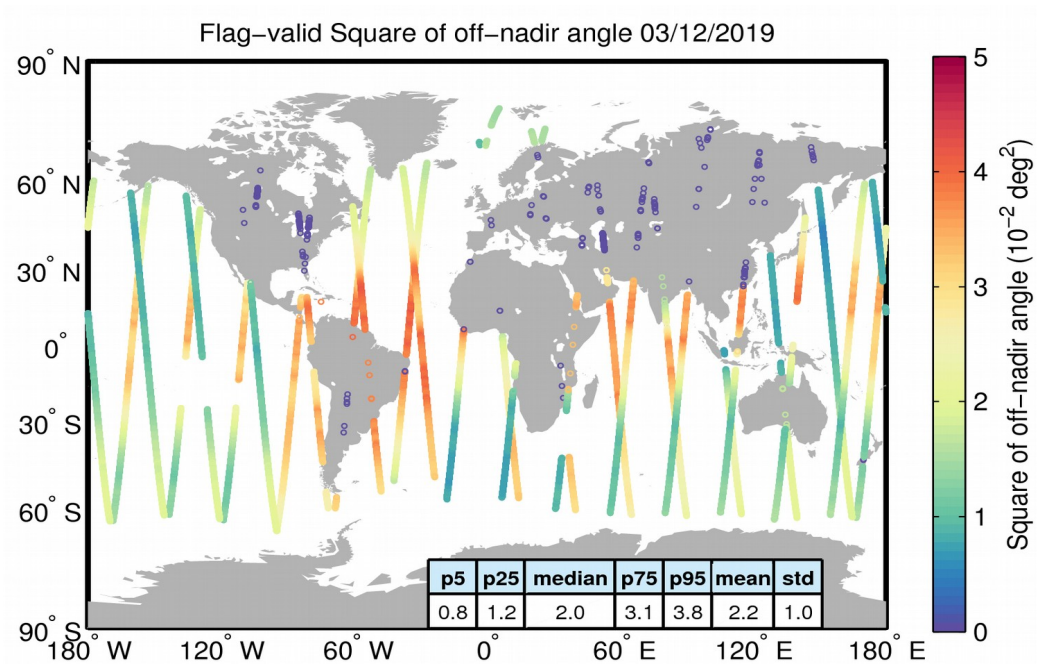 Flag−valid Square of off−nadir angle 03/12/2019
90° N
60° N
30° N
0°
30° S
60° S
90° S
180° W
120° W
60° W
0°
60° E
120° E
180° E
p5 p25 median p75 p95 mean std
0.8 1.2 2.0 3.1 3.8 2.2 1.0
5
4
3
2
1
0
Square of off−nadir angle (10⁻² deg²)